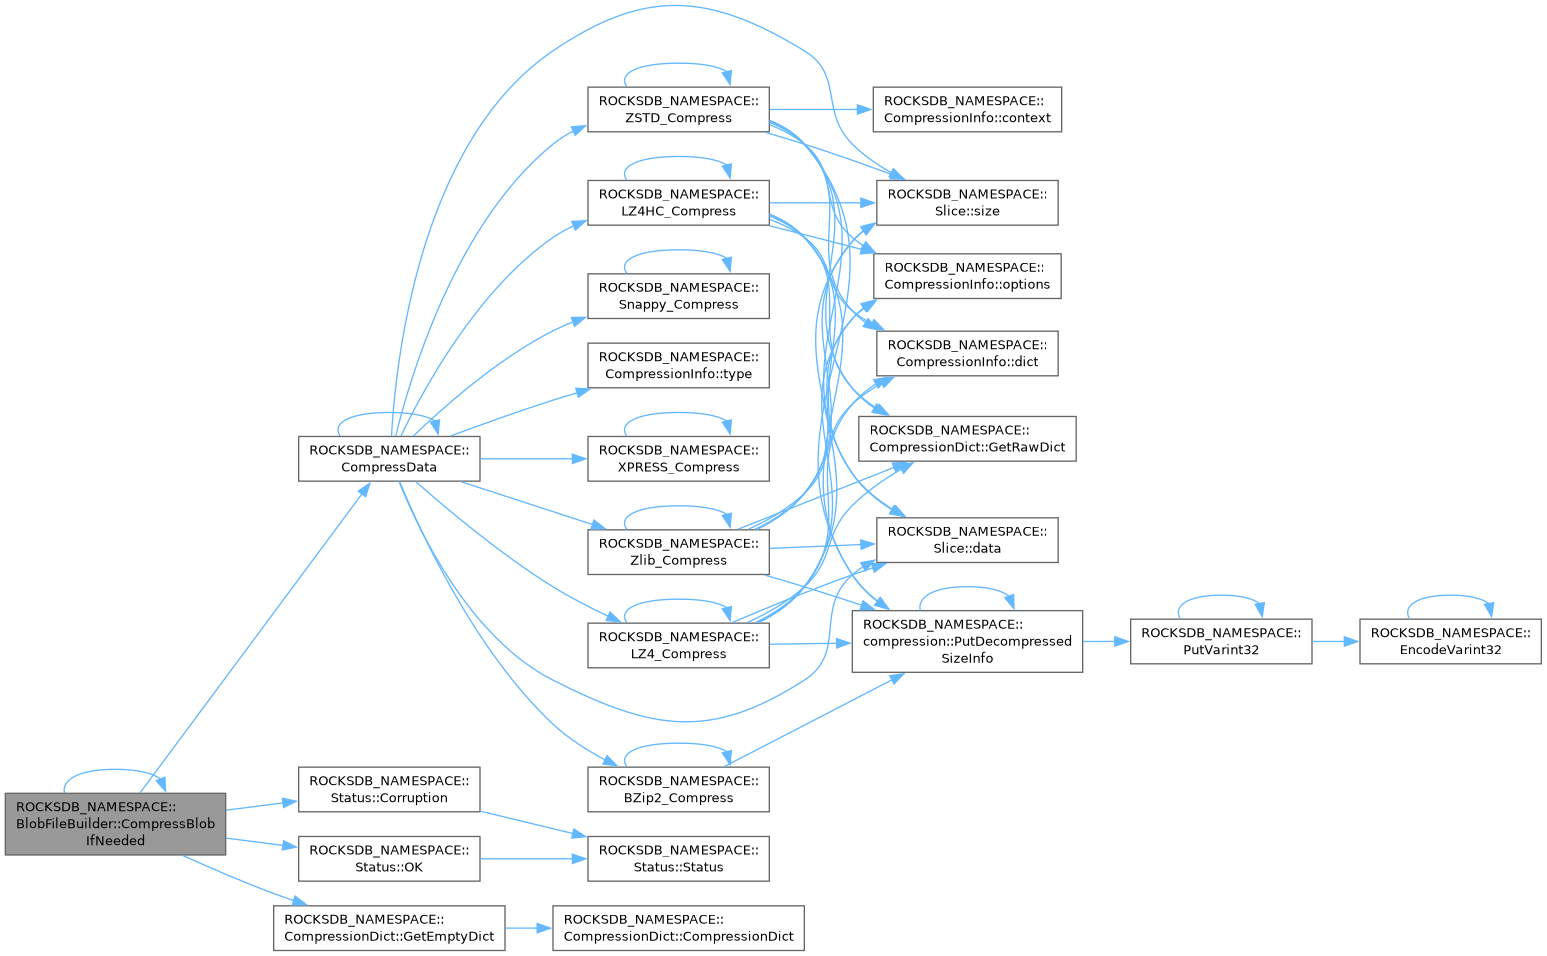 ROCKSDB_NAMESPACE::
BlobFileBuilder::CompressBlob
IfNeeded
ROCKSDB_NAMESPACE::
CompressData
ROCKSDB_NAMESPACE::
Status::Corruption
ROCKSDB_NAMESPACE::
Status::OK
ROCKSDB_NAMESPACE::
CompressionDict::GetEmptyDict
ROCKSDB_NAMESPACE::
ZSTD_Compress
ROCKSDB_NAMESPACE::
LZ4HC_Compress
ROCKSDB_NAMESPACE::
Snappy_Compress
ROCKSDB_NAMESPACE::
CompressionInfo::type
ROCKSDB_NAMESPACE::
XPRESS_Compress
ROCKSDB_NAMESPACE::
Zlib_Compress
ROCKSDB_NAMESPACE::
LZ4_Compress
ROCKSDB_NAMESPACE::
BZip2_Compress
ROCKSDB_NAMESPACE::
Status::Status
ROCKSDB_NAMESPACE::
CompressionDict::CompressionDict
ROCKSDB_NAMESPACE::
CompressionInfo::context
ROCKSDB_NAMESPACE::
Slice::size
ROCKSDB_NAMESPACE::
CompressionInfo::options
ROCKSDB_NAMESPACE::
CompressionInfo::dict
ROCKSDB_NAMESPACE::
CompressionDict::GetRawDict
ROCKSDB_NAMESPACE::
Slice::data
ROCKSDB_NAMESPACE::
compression::PutDecompressed
SizeInfo
ROCKSDB_NAMESPACE::
PutVarint32
ROCKSDB_NAMESPACE::
EncodeVarint32